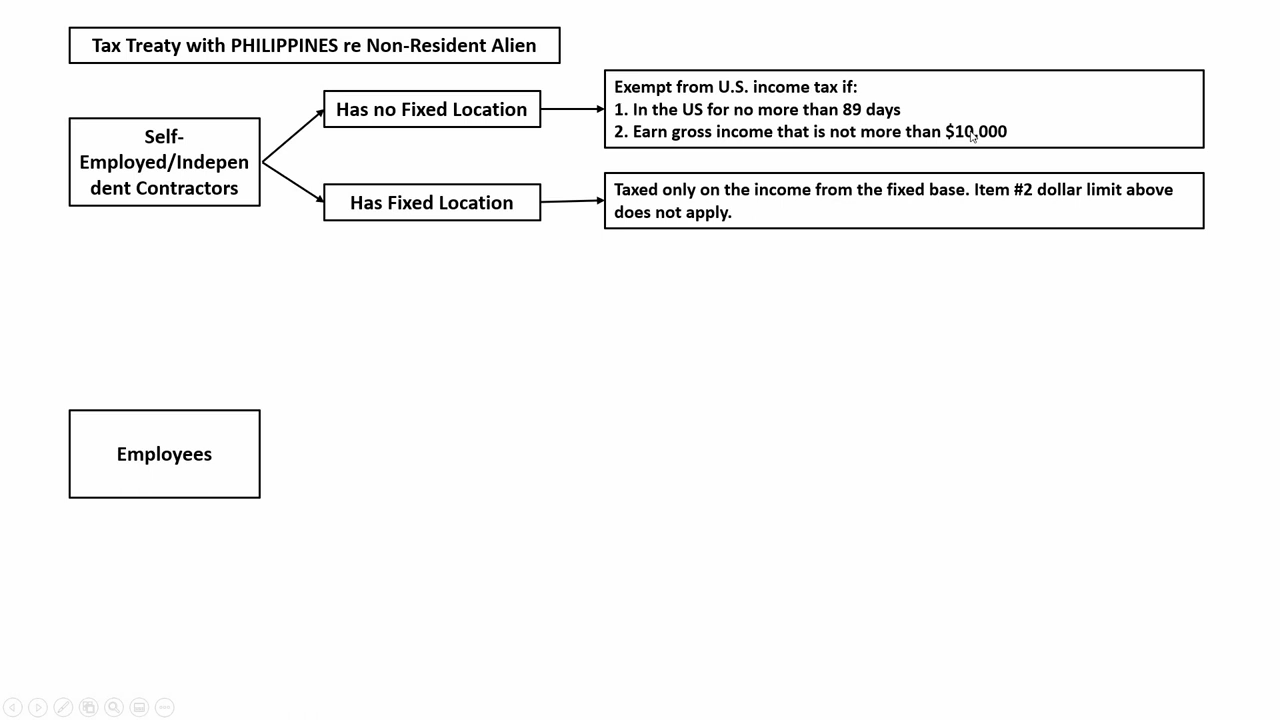 Tax Treaty with PHILIPPINES re Non-Resident Alien
Self-
Employed/Indepen
dent Contractors
Has no Fixed Location
Exempt from U.S. income tax if:
1. In the US for no more than 89 days
2. Earn gross income that is not more than $10,000
Has Fixed Location
Taxed only on the income from the fixed base. Item #2 dollar limit above
does not apply.
Employees